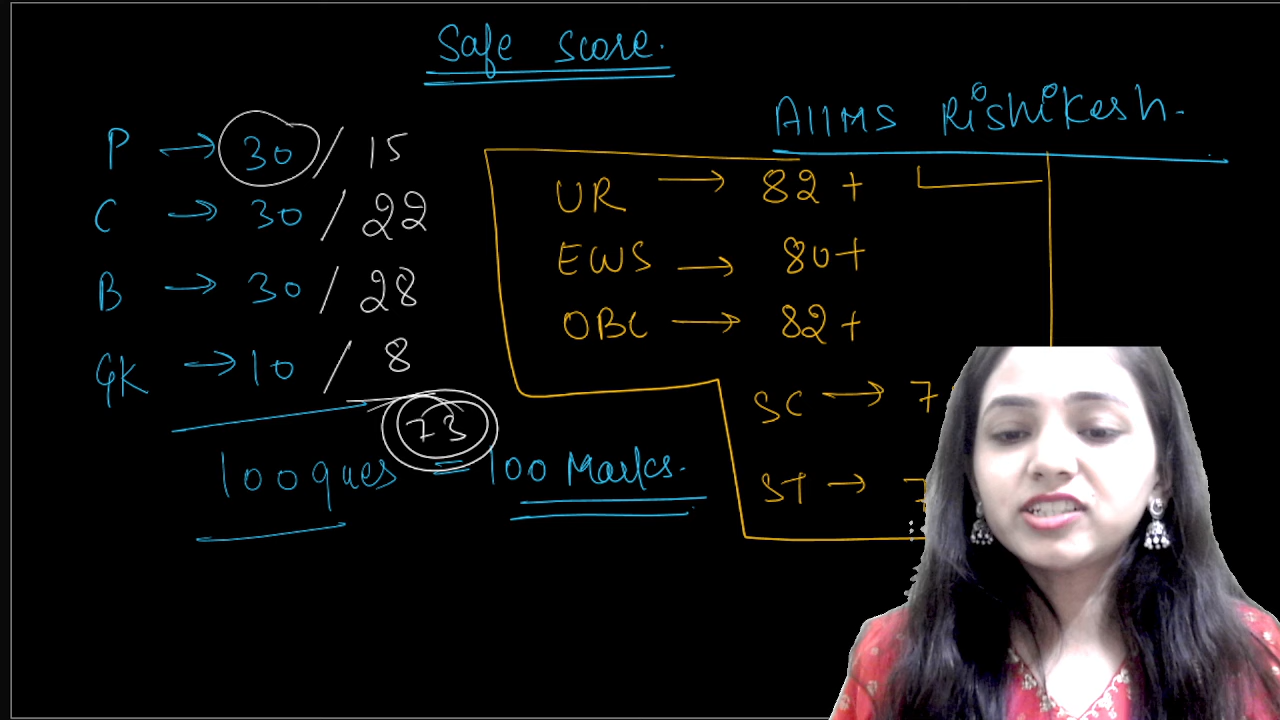 Safe Score.
AIIMS Rishikesh.
P → 30 / 15
C → 30 / 22
B → 30 / 28
GK → 10 / 8
73
100 ques = 100 Marks.
UR → 82 +
EWS → 80+
OBC → 82 +
SC → 7
ST → 7